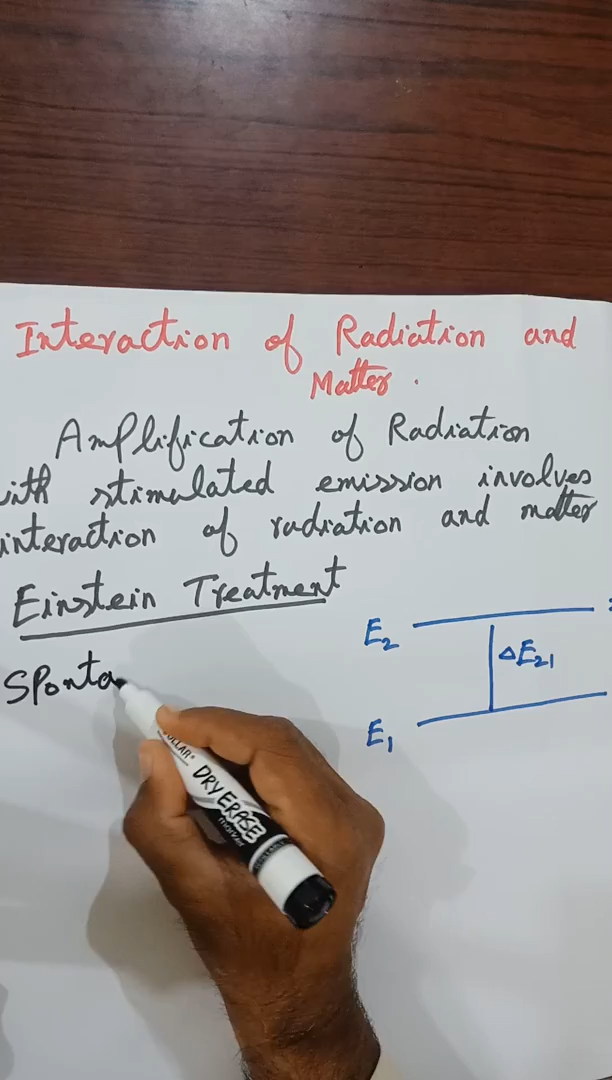 Interaction of Radiation and
Matter.
Amplification of Radiation
ith stimulated emission involves
interaction of radiation and matter
Einstein Treatment
E2
ΔE21
E1
Sponta
DRY ERASE